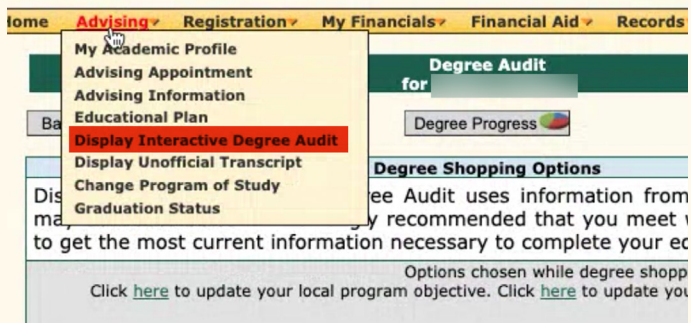 Home Advising Registration My Financials Financial Aid Records
My Academic Profile
Advising Appointment
Advising Information
Educational Plan
Display Interactive Degree Audit
Display Unofficial Transcript
Change Program of Study
Graduation Status
Degree Audit
for
Ba
Degree Progress
Degree Shopping Options
Dis ree Audit uses information from
ma gly recommended that you meet
to get the most current information necessary to complete your ed
Options chosen while degree shopp
Click here to update your local program objective. Click here to update you